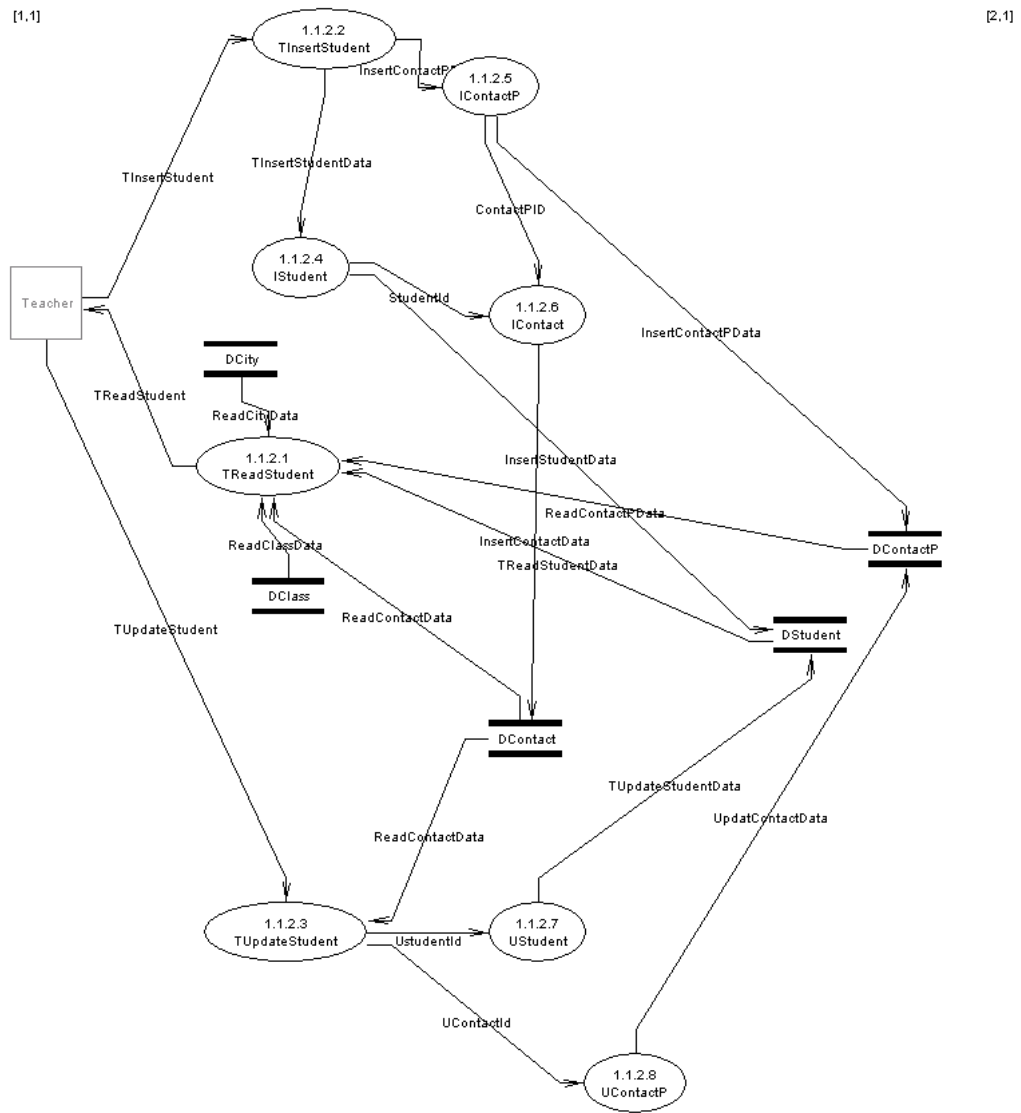 [1,1]
[2,1]
1.1.2.2
TInsertStudent
InsertContactP
1.1.2.5
IContactP
TInsertStudentData
TInsertStudent
ContactPID
1.1.2.4
IStudent
StudentId
1.1.2.6
IContact
Teacher
InsertContactPData
DCity
TReadStudent
ReadCityData
1.1.2.1
TReadStudent
InsertStudentData
ReadContactPData
ReadClassData
InsertContactData
DContactP
TReadStudentData
DClass
ReadContactData
TUpdateStudent
DStudent
DContact
TUpdateStudentData
UpdatContactData
ReadContactData
1.1.2.3
TUpdateStudent
UstudentId
1.1.2.7
UStudent
UContactId
1.1.2.8
UContactP